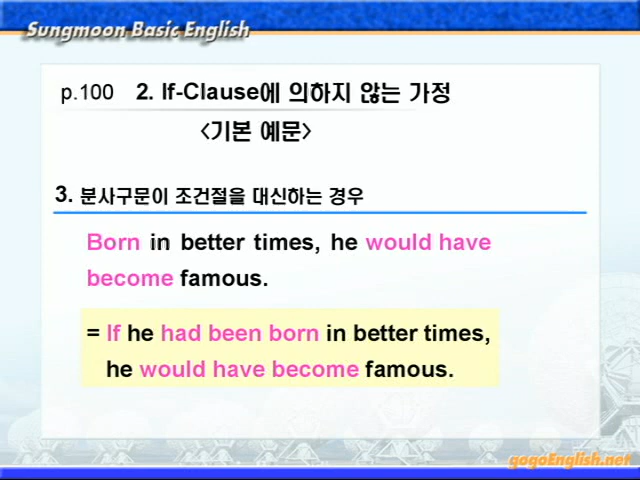 Sungmoon Basic English
p.100 2. If-Clause에 의하지 않는 가정
<기본 예문>
3. 분사구문이 조건절을 대신하는 경우
Born in better times, he would have
become famous.
= If he had been born in better times,
he would have become famous.
gogoEnglish.net